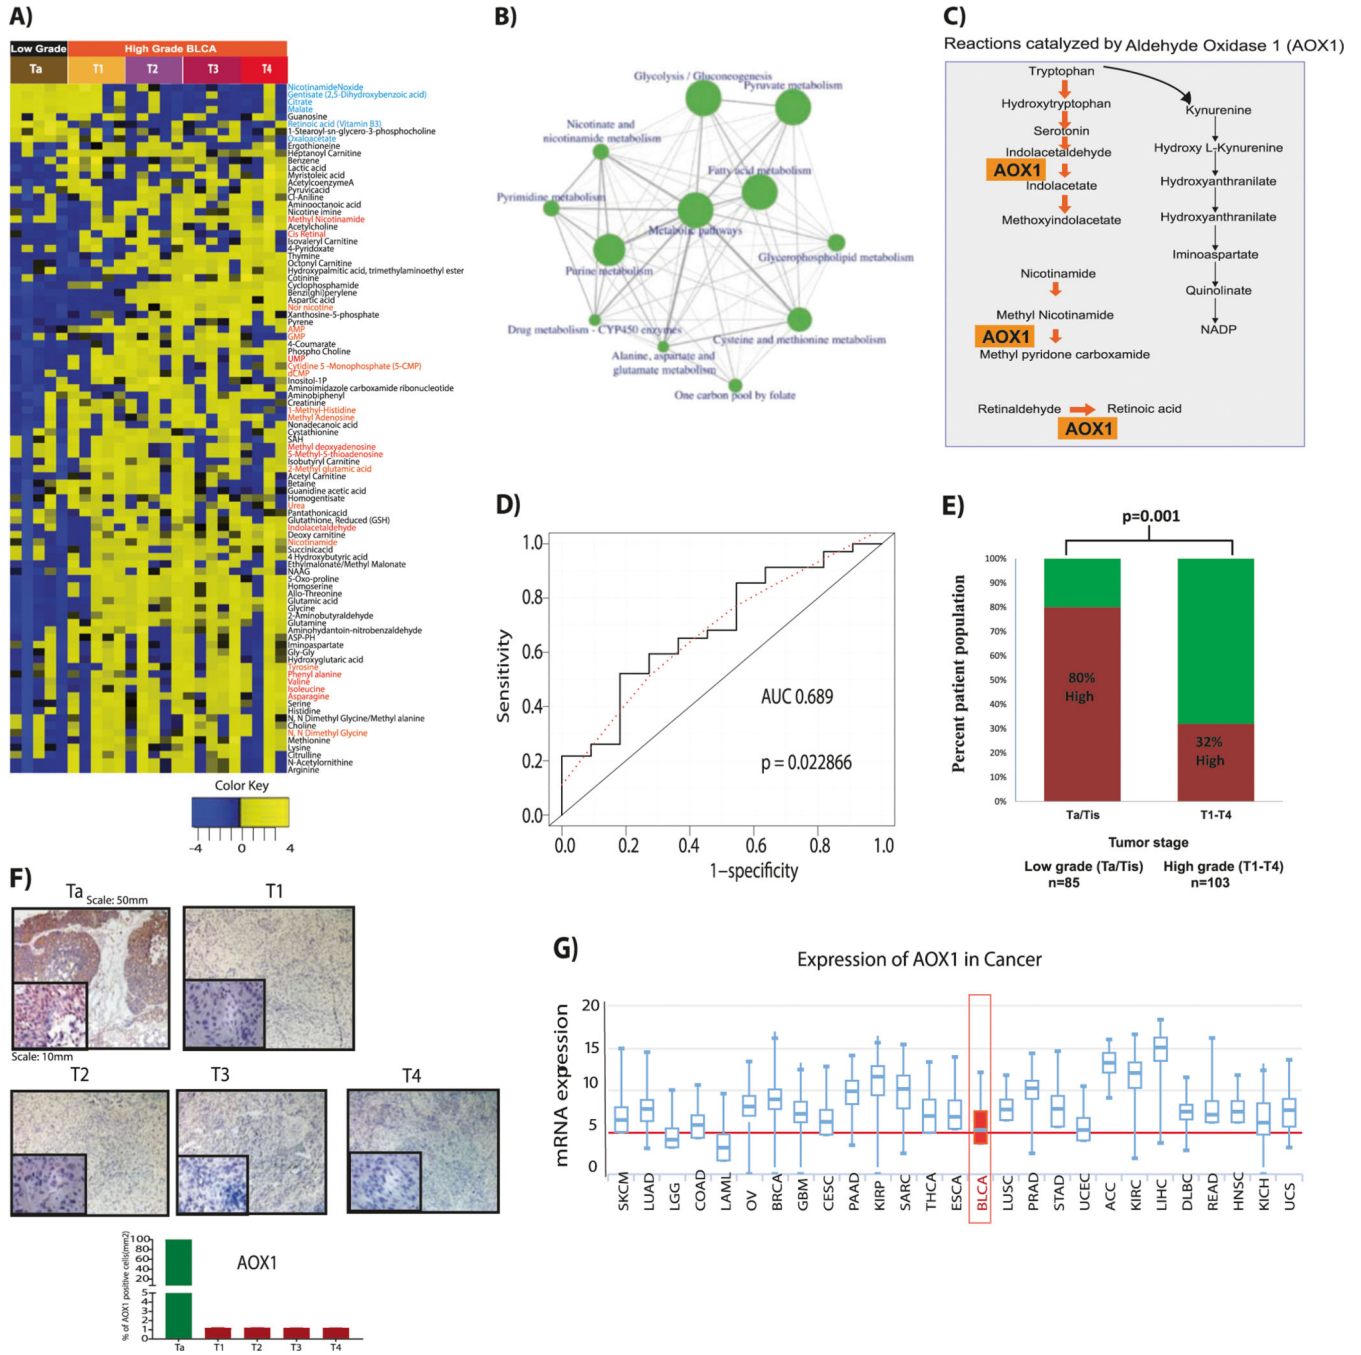 A)
Low Grade
High Grade BLCA
Ta
T1
T2
T3
T4
NicotinamideNoxide
Gentisate (2,5-Dihydroxybenzoic acid)
Citrate
Malate
Guanosine
Retinoic acid (Vitamin B3)
1-Stearoyl-sn-glycero-3-phosphocholine
Oxaloacetate
Ergothioneine
Heptanoyl Carnitine
Benzene
Lactic acid
Myristoleic acid
AcetylcoenzymeA
Pyruvicacid
Cl-Aniline
Aminooctanoic acid
Nicotine imine
Methyl Nicotinamide
Acetylcholine
Cis Retinal
Isovaleryl Carnitine
4-Pyridoxate
Thymine
Octonyl Carnitine
Hydroxypalmitic acid, trimethylaminoethyl ester
Cotinine
Cyclophosphamide
Benzi(ghi)perylene
Aspartic acid
Nor nicotine
Xanthosine-5-phosphate
Pyrene
AMP
GMP
4-Coumarate
Phospho Choline
UMP
Cytidine 5 -Monophosphate (5-CMP)
dCMP
Inositol-1P
Aminoimidazole carboxamide ribonucleotide
Aminobiphenyl
Creatinine
1-Methyl-Histidine
Methyl Adenosine
Nonadecanoic acid
Cystathionine
SAH
Methyl deoxyadenosine
5-Methyl-5-thioadenosine
Isobutyryl Carnitine
2-Methyl glutamic acid
Acetyl Carnitine
Betaine
Guanidine acetic acid
Homogentisate
Urea
Pantathonicacid
Glutathione, Reduced (GSH)
Indolacetaldehyde
Deoxy carnitine
Nicotinamide
Succinicacid
4 Hydroxybutyric acid
Ethylmalonate/Methyl Malonate
NAAG
5-Oxo-proline
Homoserine
Allo-Threonine
Glutamic acid
Glycine
2-Aminobutyraldehyde
Glutamine
Aminohydantoin-nitrobenzaldehyde
ASP-PH
Iminoaspartate
Gly-Gly
Hydroxyglutaric acid
Tyrosine
Phenyl alanine
Valine
Isoleucine
Asparagine
Serine
Histidine
N, N Dimethyl Glycine/Methyl alanine
Choline
N, N Dimethyl Glycine
Methionine
Lysine
Citrulline
N-Acetylornithine
Arginine
Color Key
-4 0 4
B)
Glycolysis / Gluconeogenesis
Pyruvate metabolism
Nicotinate and
nicotinamide metabolism
Fatty acid metabolism
Pyrimidine metabolism
Metabolic pathways
Glycerophospholipid metabolism
Purine metabolism
Drug metabolism - CYP450 enzymes
Cysteine and methionine metabolism
Alanine, aspartate and
glutamate metabolism
One carbon pool by folate
C)
Reactions catalyzed by Aldehyde Oxidase 1 (AOX1)
Tryptophan
Hydroxytryptophan
Serotonin
Indolacetaldehyde
AOX1
Indolacetate
Methoxyindolacetate
Kynurenine
Hydroxy L-Kynurenine
Hydroxyanthranilate
Hydroxyanthranilate
Iminoaspartate
Quinolinate
NADP
Nicotinamide
Methyl Nicotinamide
AOX1
Methyl pyridone carboxamide
Retinaldehyde
Retinoic acid
AOX1
D)
Sensitivity
1.0
0.8
0.6
0.4
0.2
0.0
AUC 0.689
p = 0.022866
0.0 0.2 0.4 0.6 0.8 1.0
1−specificity
E)
p=0.001
Percent patient population
100%
90%
80%
70%
60%
50%
40%
30%
20%
10%
0%
80%
High
32%
High
Ta/Tis
T1-T4
Tumor stage
Low grade (Ta/Tis)
n=85
High grade (T1-T4)
n=103
F)
Ta Scale: 50mm
T1
Scale: 10mm
T2
T3
T4
% of AOX1 positive cells(mm2)
100
80
60
40
20
5
4
3
2
1
0
AOX1
Ta T1 T2 T3 T4
G)
Expression of AOX1 in Cancer
mRNA expression
20
15
10
5
0
SKCM
LUAD
LGG
COAD
LAML
OV
BRCA
GBM
CESC
PAAD
KIRP
SARC
THCA
ESCA
BLCA
LUSC
PRAD
STAD
UCEC
ACC
KIRC
LIHC
DLBC
READ
HNSC
KICH
UCS